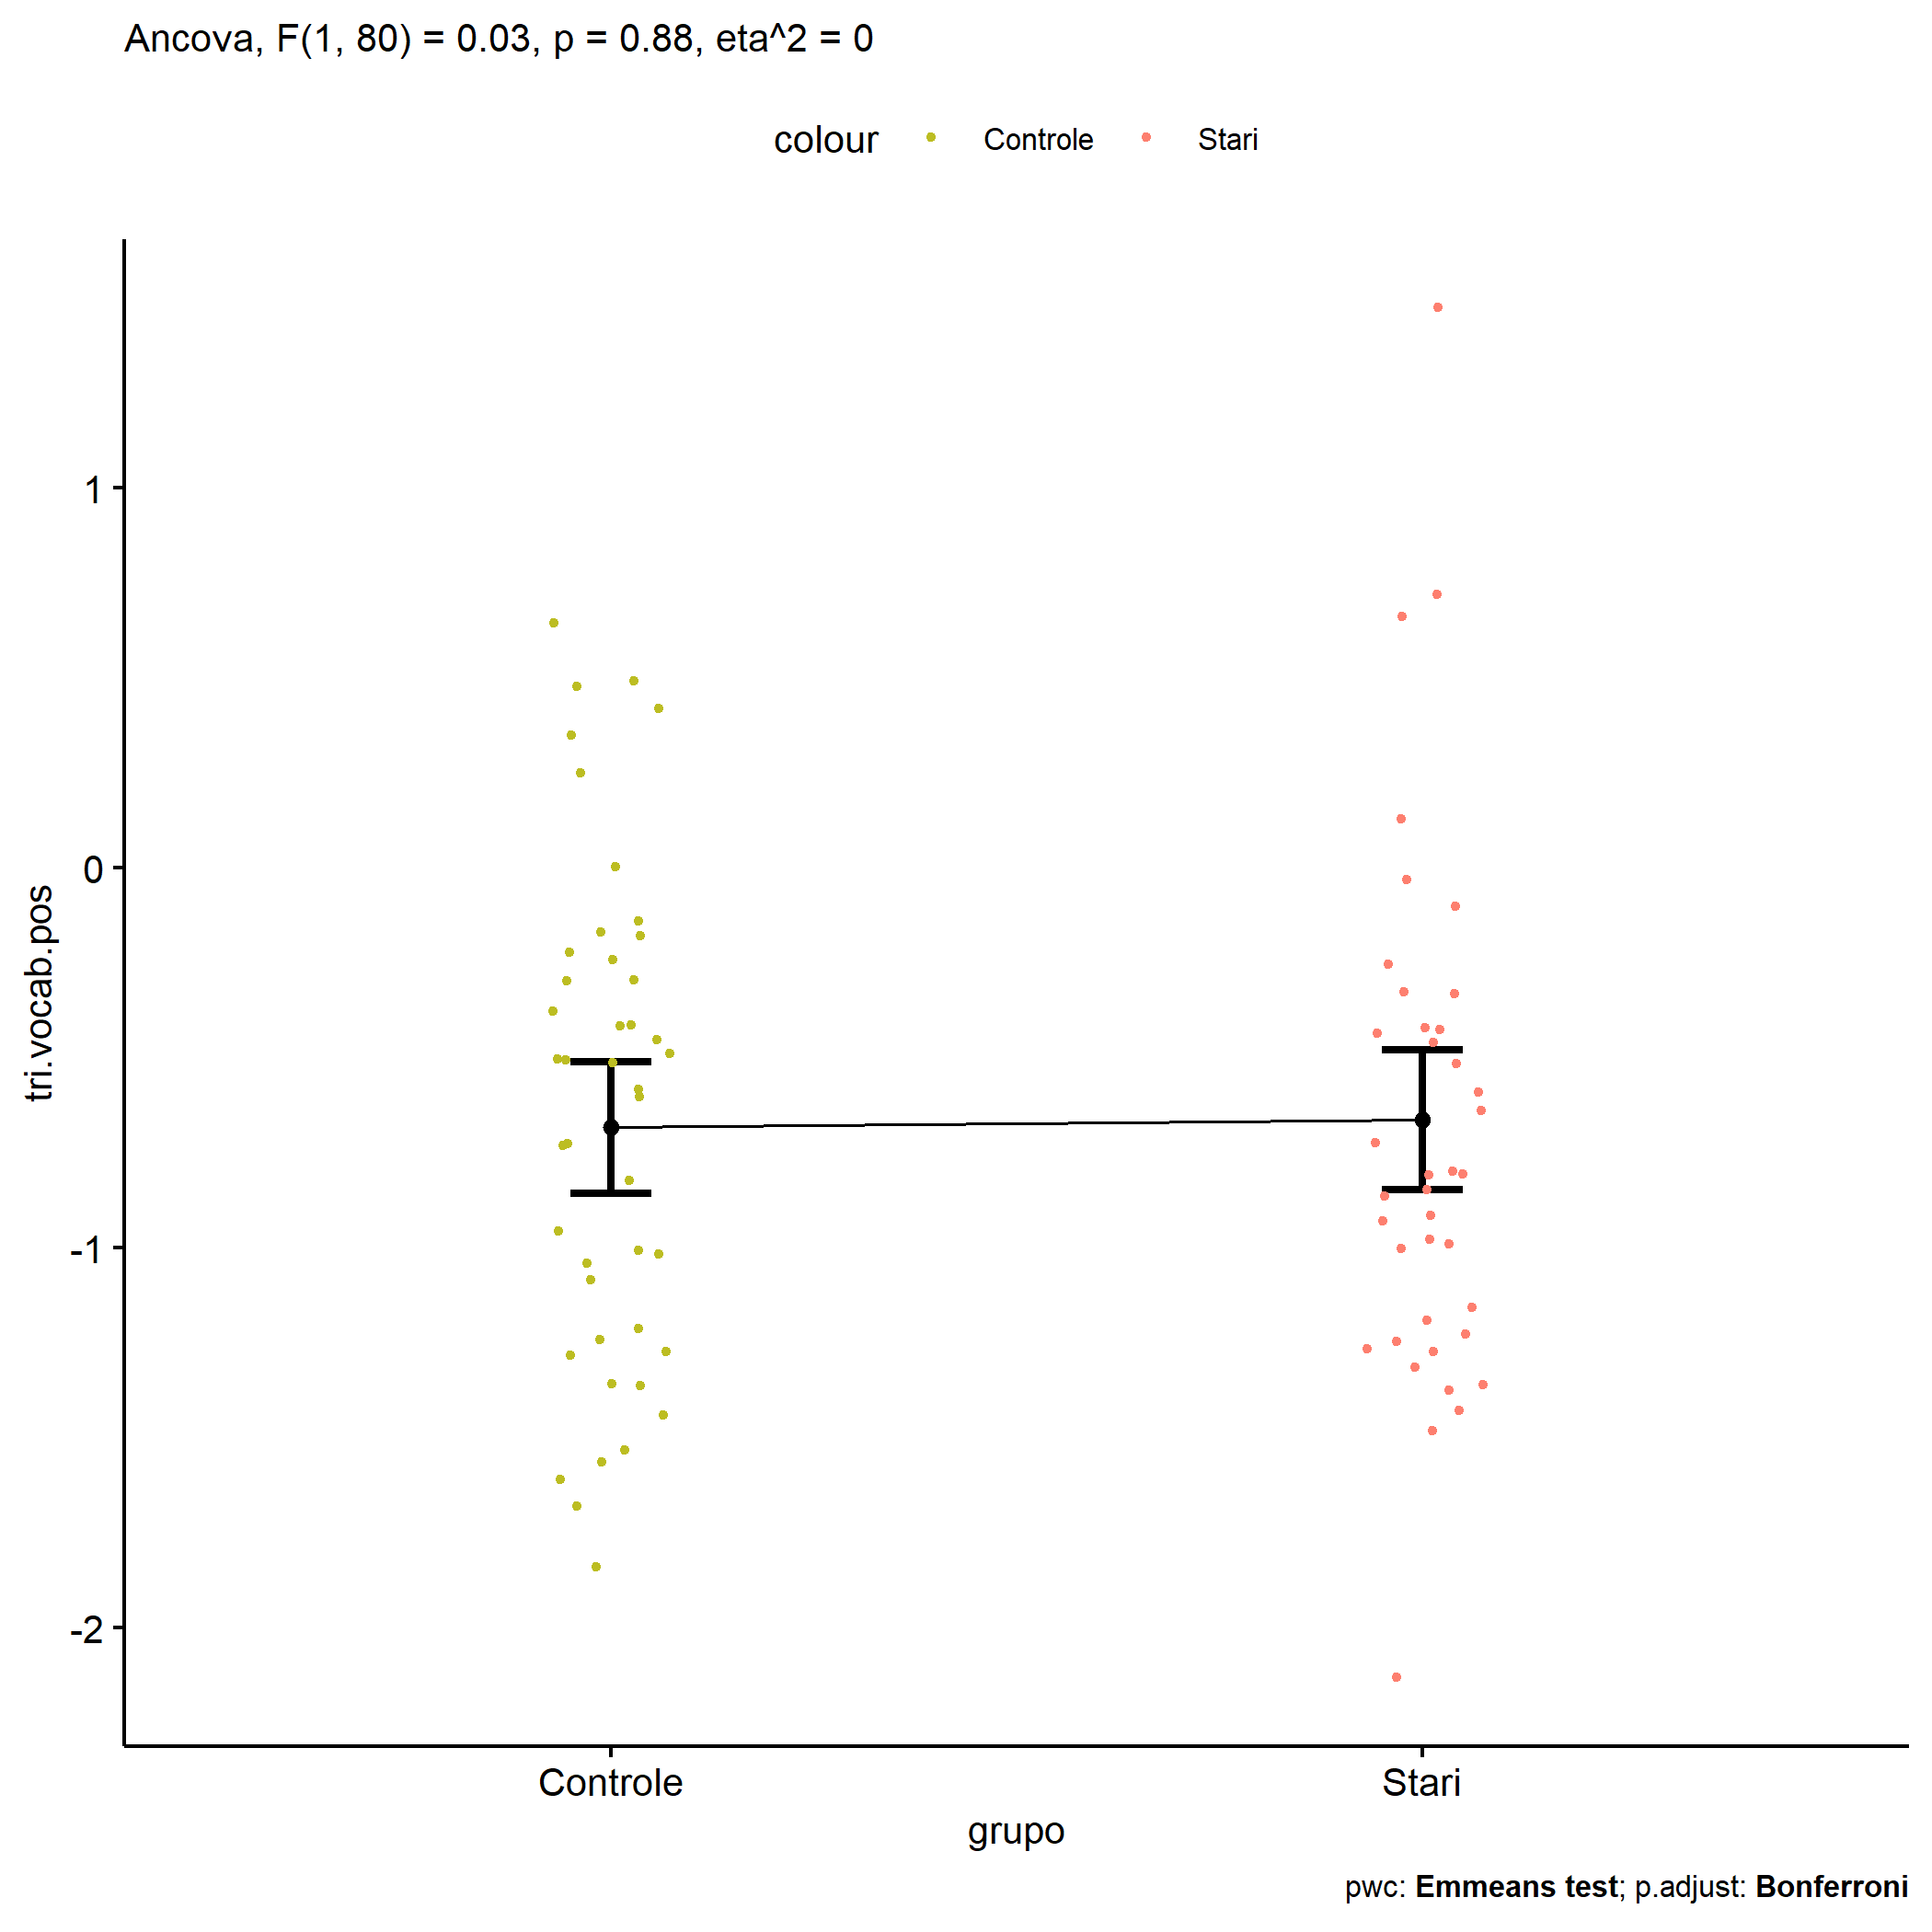 Ancova, F(1, 80) = 0.03, p = 0.88, eta^2 = 0
colour Controle Stari
tri.vocab.pos
1
0
-1
-2
Controle Stari
grupo
pwc: Emmeans test; p.adjust: Bonferroni